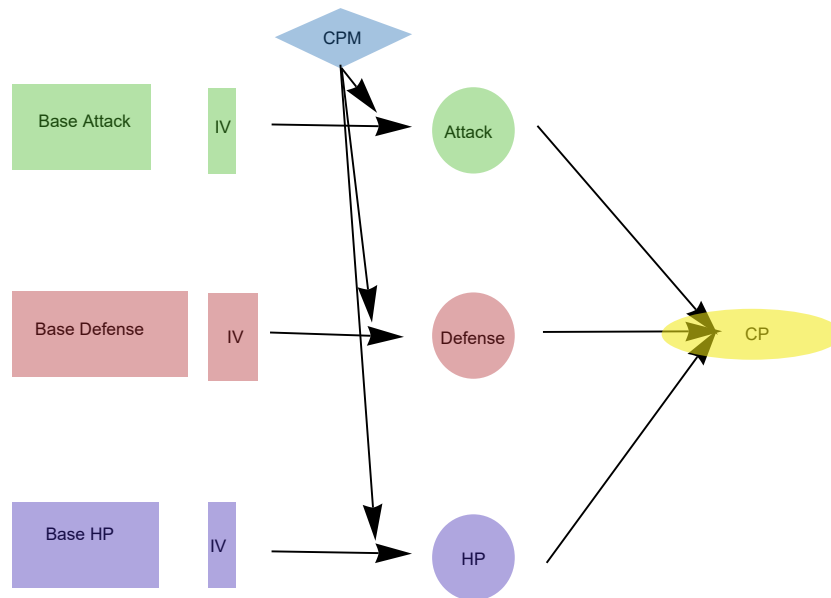 CPM
Base Attack
IV
Attack
Base Defense
IV
Defense
CP
Base HP
IV
HP